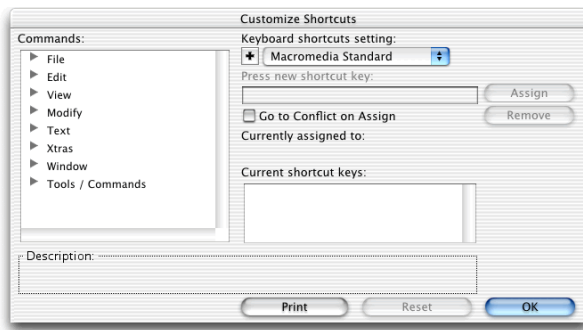 Customize Shortcuts
Commands:
File
Edit
View
Modify
Text
Xtras
Window
Tools / Commands
Keyboard shortcuts setting:
Macromedia Standard
Press new shortcut key:
Assign
Go to Conflict on Assign
Remove
Currently assigned to:
Current shortcut keys:
Description:
Print
Reset
OK